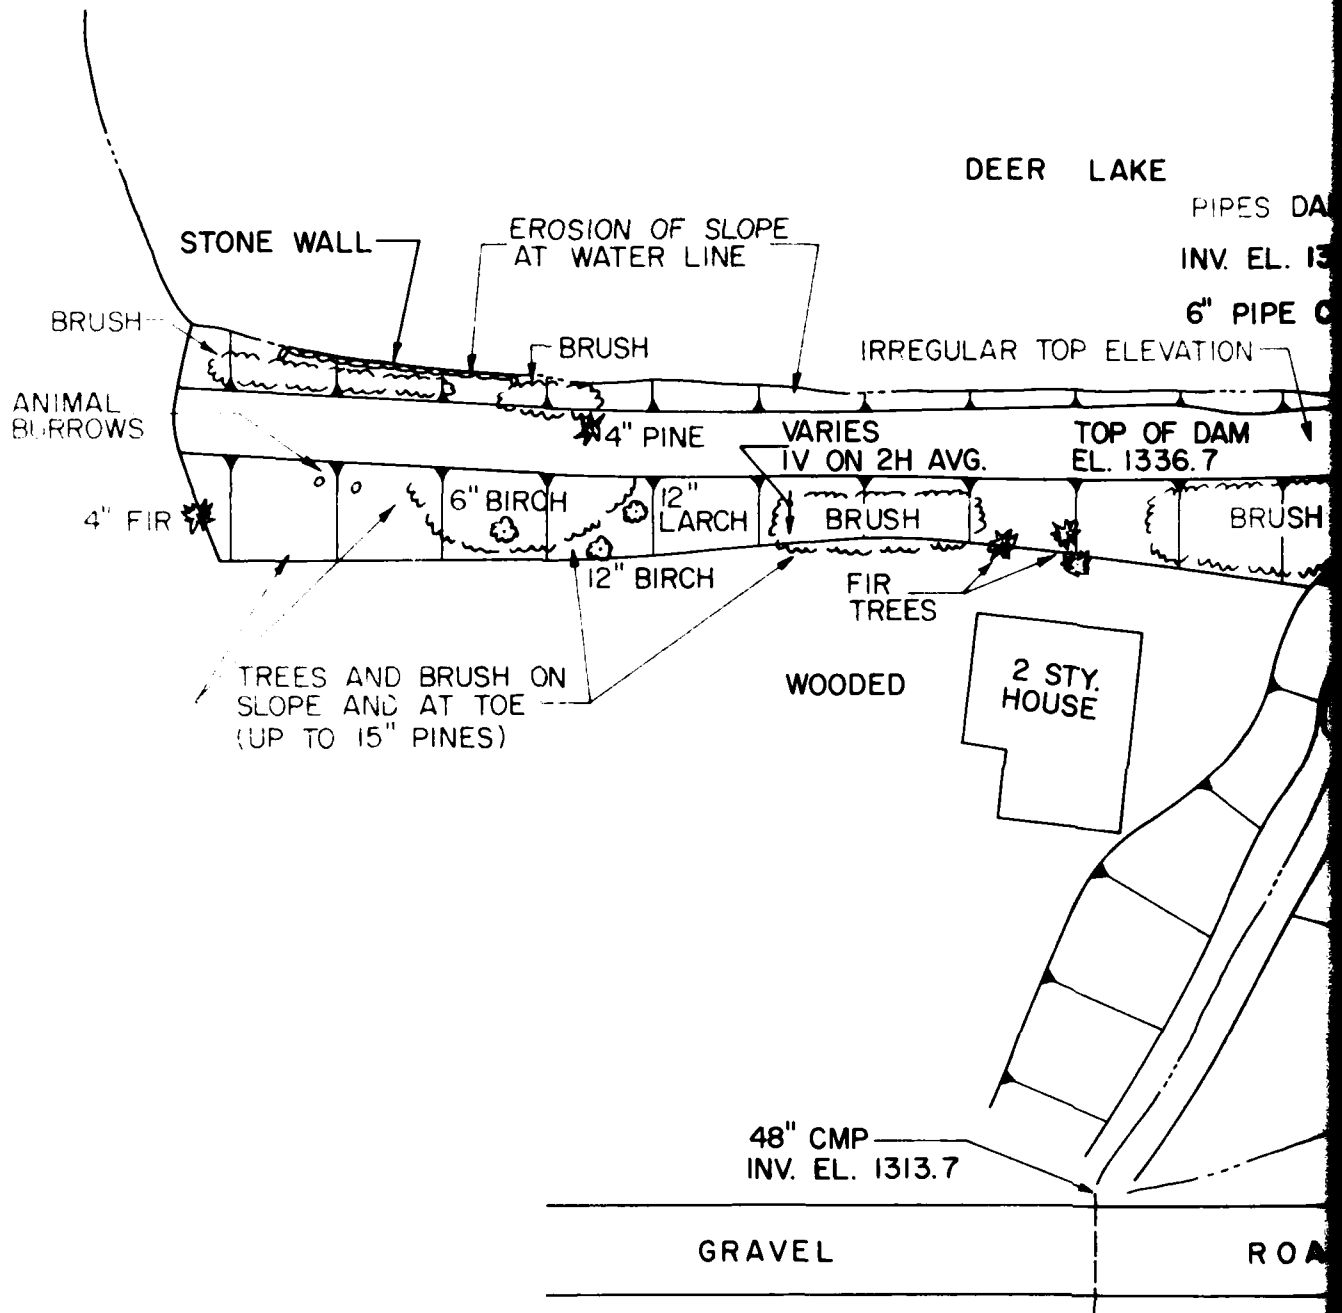 DEER LAKE
PIPES
INV. EL.
6" PIPE
STONE WALL
EROSION OF SLOPE
AT WATER LINE
BRUSH
BRUSH
IRREGULAR TOP ELEVATION
ANIMAL
BURROWS
4" PINE
VARIES
1V ON 2H AVG.
TOP OF DAM
EL. 1336.7
4" FIR
6" BIRCH
12"
LARCH
BRUSH
BRUSH
12" BIRCH
FIR
TREES
TREES AND BRUSH ON
SLOPE AND AT TOE
(UP TO 15" PINES)
WOODED
2 STY.
HOUSE
48" CMP
INV. EL. 1313.7
GRAVEL